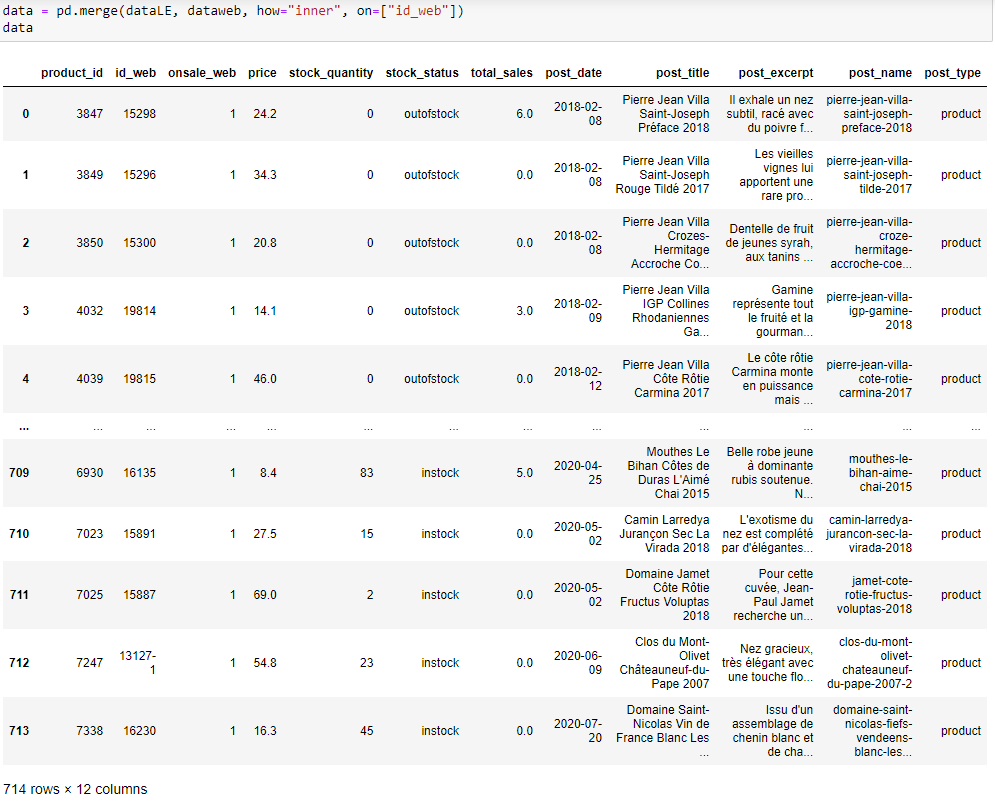 data = pd.merge(dataLE, dataweb, how="inner", on=["id_web"])
data
product_id id_web onsale_web price stock_quantity stock_status total_sales post_date post_title post_excerpt post_name post_type
0 3847 15298 1 24.2 0 outofstock 6.0 2018-02-08 Pierre Jean Villa Saint-Joseph Préface 2018 Il exhale un nez subtil, racé avec du poivre f... pierre-jean-villa-saint-joseph-preface-2018 product
1 3849 15296 1 34.3 0 outofstock 0.0 2018-02-08 Pierre Jean Villa Saint-Joseph Rouge Tildé 2017 Les vieilles vignes lui apportent une rare pro... pierre-jean-villa-saint-joseph-tilde-2017 product
2 3850 15300 1 20.8 0 outofstock 0.0 2018-02-08 Pierre Jean Villa Crozes-Hermitage Accroche Co... Dentelle de fruit de jeunes syrah, aux tanins ... pierre-jean-villa-croze-hermitage-accroche-coe... product
3 4032 19814 1 14.1 0 outofstock 3.0 2018-02-09 Pierre Jean Villa IGP Collines Rhodaniennes Ga... Gamine représente tout le fruité et la gourman... pierre-jean-villa-igp-gamine-2018 product
4 4039 19815 1 46.0 0 outofstock 0.0 2018-02-12 Pierre Jean Villa Côte Rôtie Carmina 2017 Le côte rôtie Carmina monte en puissance mais ... pierre-jean-villa-cote-rotie-carmina-2017 product
... ... ... ... ... ... ... ... ... ... ... ... ...
709 6930 16135 1 8.4 83 instock 5.0 2020-04-25 Mouthes Le Bihan Côtes de Duras L'Aimé Chai 2015 Belle robe jeune à dominante rubis soutenue. N... mouthes-le-bihan-aime-chai-2015 product
710 7023 15891 1 27.5 15 instock 0.0 2020-05-02 Camin Larredya Jurançon Sec La Virada 2018 L'exotisme du nez est complété par d'élégantes... camin-larredya-jurancon-sec-la-virada-2018 product
711 7025 15887 1 69.0 2 instock 0.0 2020-05-02 Domaine Jamet Côte Rôtie Fructus Voluptas 2018 Pour cette cuvée, Jean-Paul Jamet recherche un... jamet-cote-rotie-fructus-voluptas-2018 product
712 7247 13127-1 1 54.8 23 instock 0.0 2020-06-09 Clos du Mont-Olivet Châteauneuf-du-Pape 2007 Nez gracieux, très élégant avec une touche flo... clos-du-mont-olivet-chateauneuf-du-pape-2007-2 product
713 7338 16230 1 16.3 45 instock 0.0 2020-07-20 Domaine Saint-Nicolas Vin de France Blanc Les ... Issu d'un assemblage de chenin blanc et de cha... domaine-saint-nicolas-fiefs-vendeens-blanc-les... product
714 rows × 12 columns